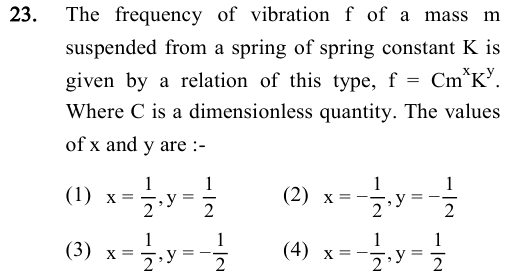 23. The frequency of vibration f of a mass m
suspended from a spring of spring constant K is
given by a relation of this type, f = CmˣKʸ.
Where C is a dimensionless quantity. The values
of x and y are :-
(1) x = 1/2, y = 1/2 (2) x = -1/2, y = -1/2
(3) x = 1/2, y = -1/2 (4) x = -1/2, y = 1/2